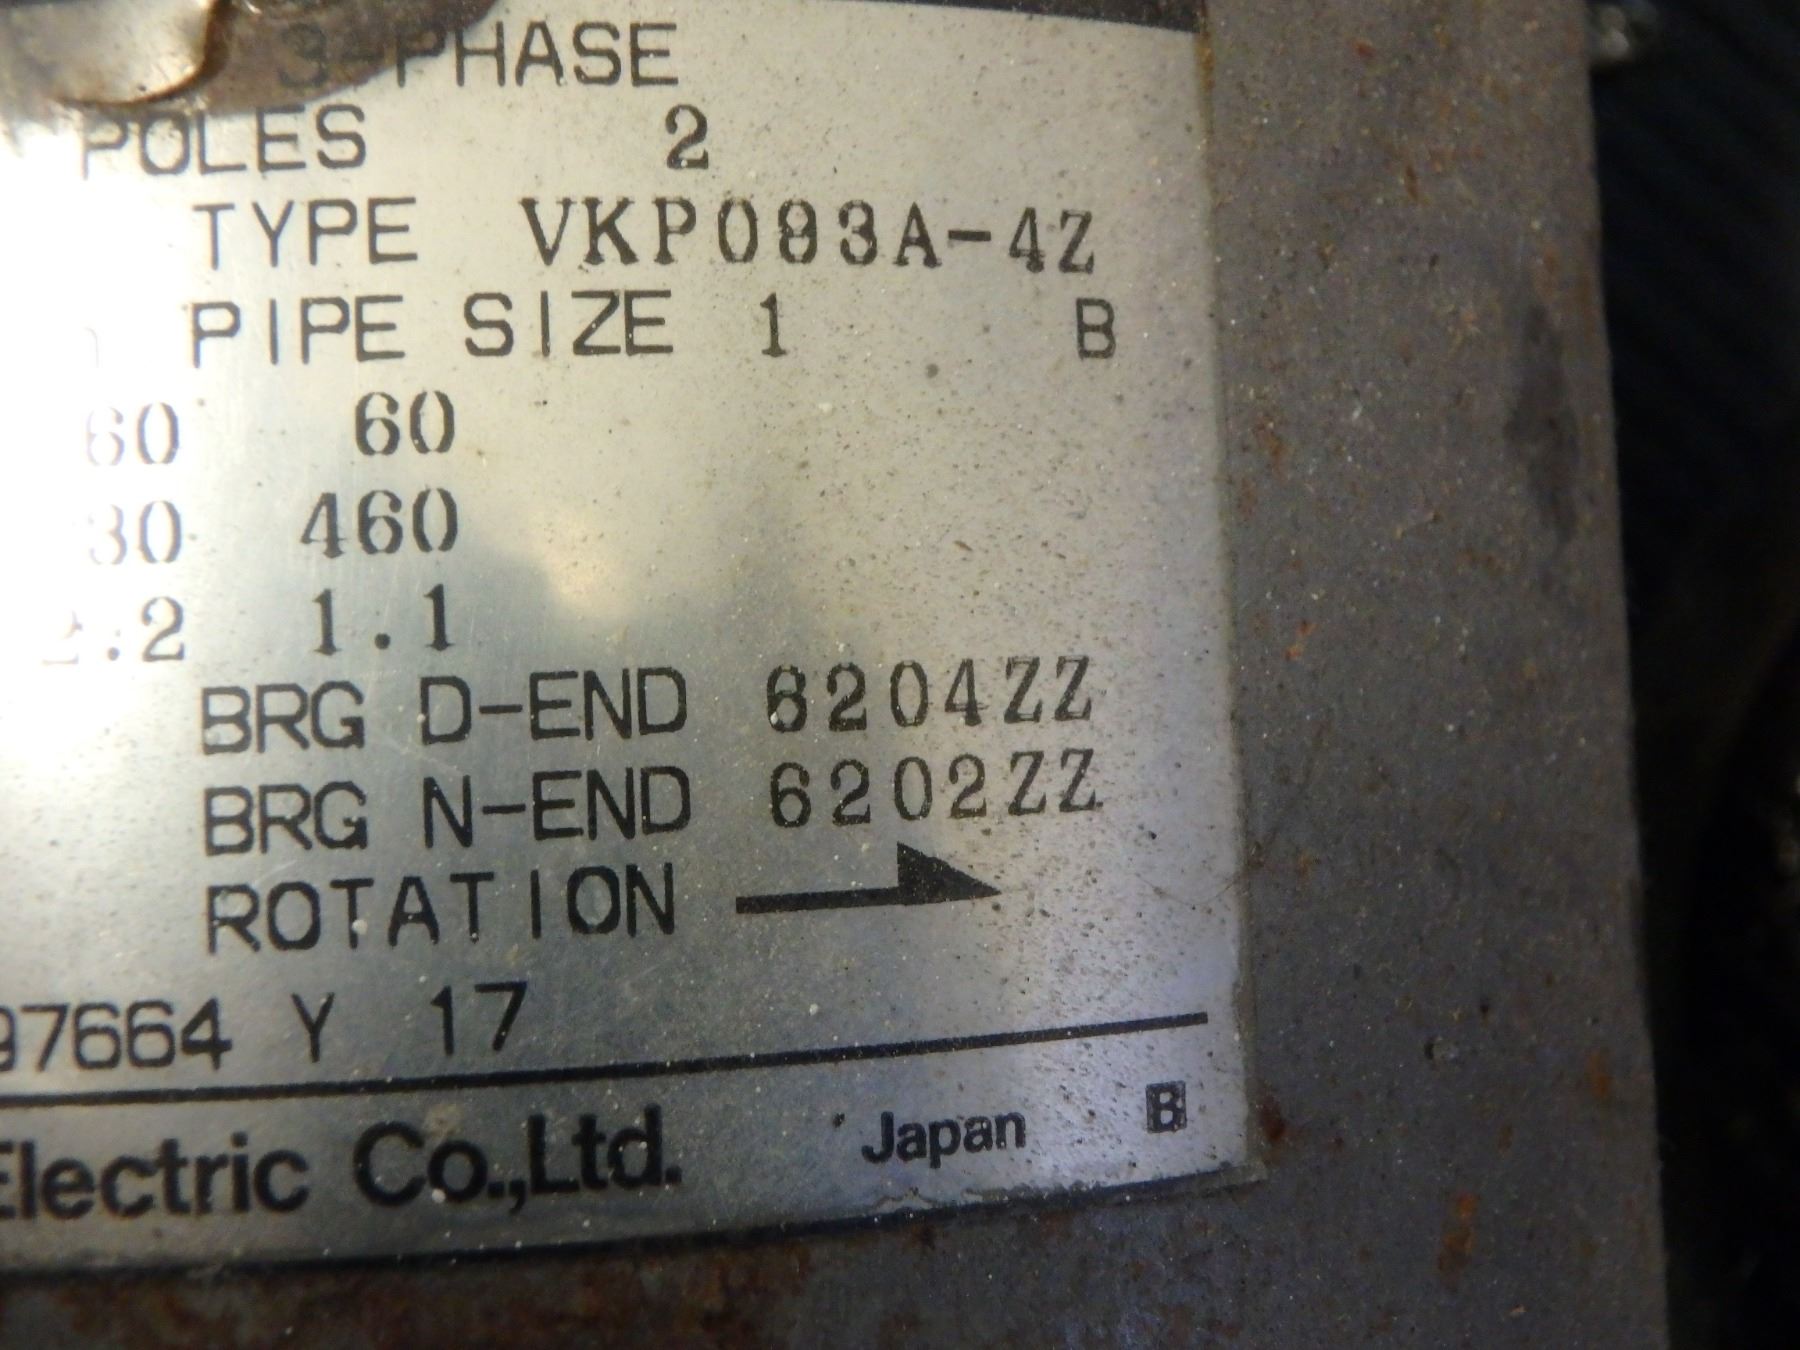 3-PHASE
POLES 2
TYPE VKP093A-4Z
PIPE SIZE 1 B
60 60
30 460
2.2 1.1
BRG D-END 6204ZZ
BRG N-END 6202ZZ
ROTATION
97664 Y 17
Electric Co.,Ltd. Japan B